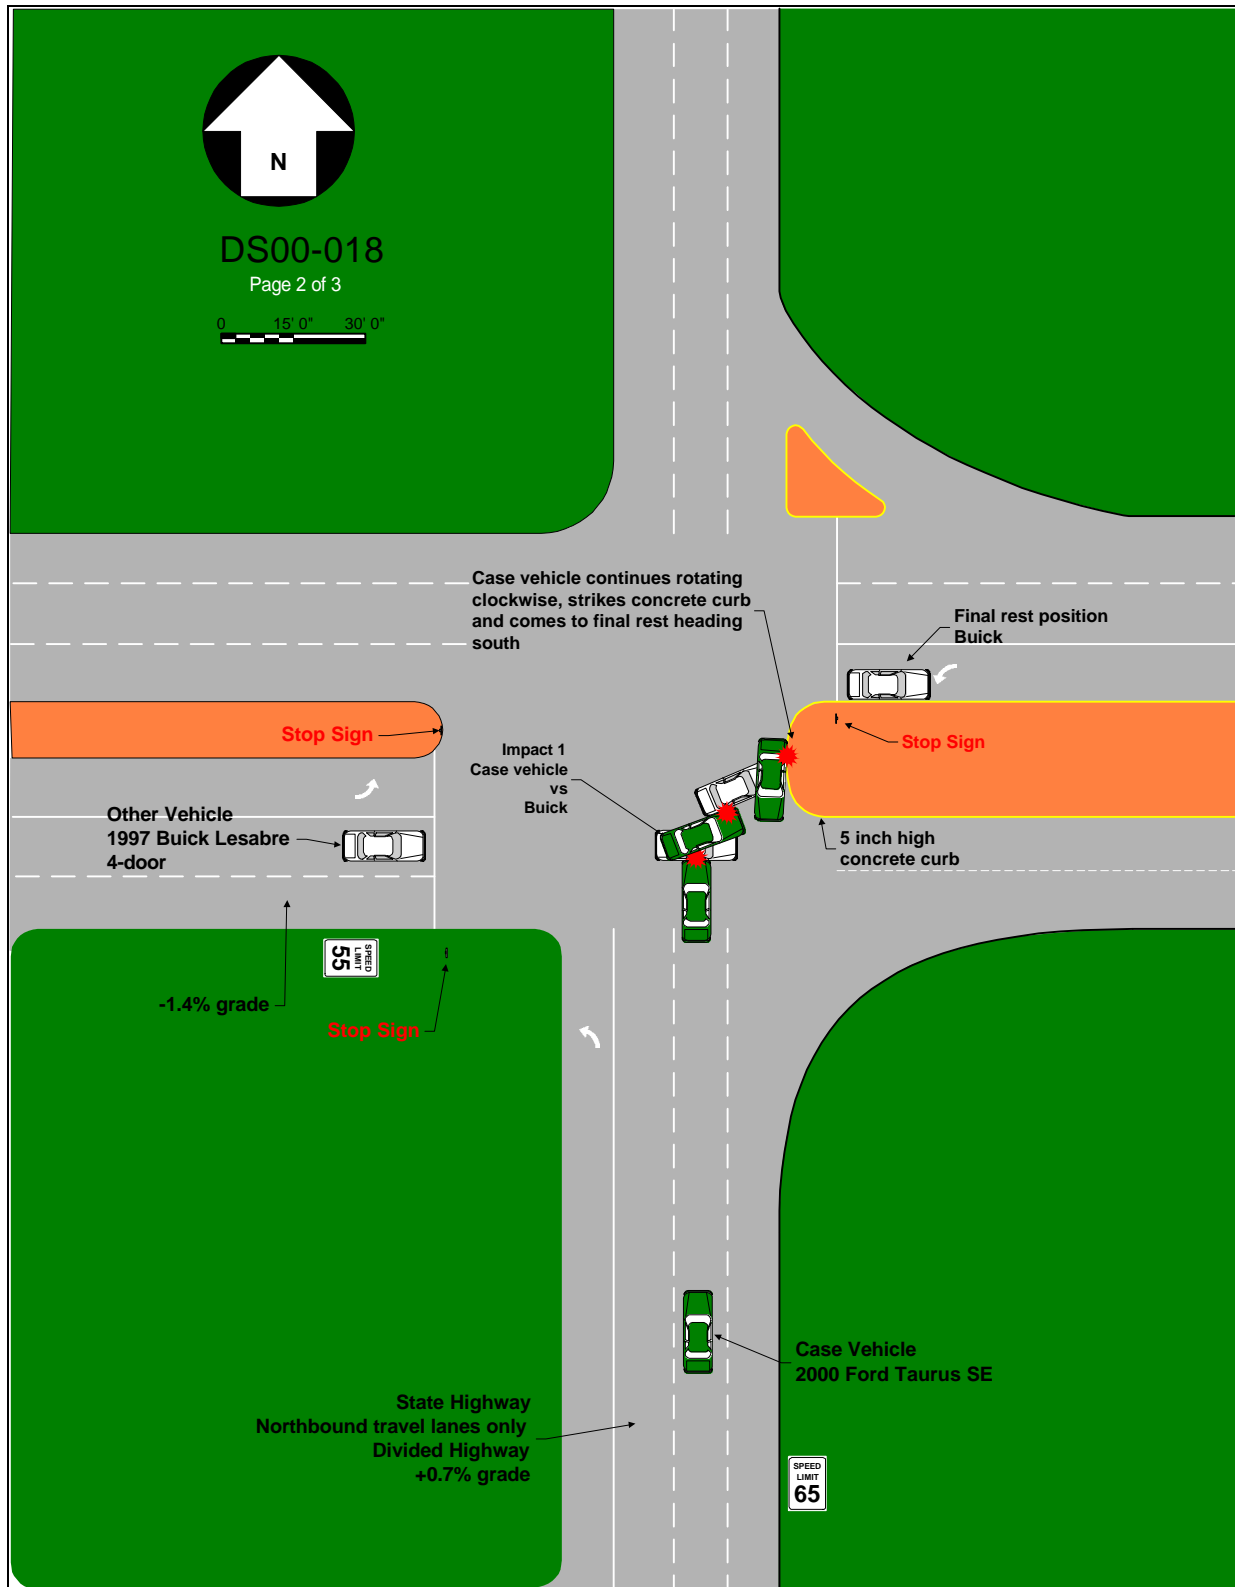 N
DS00-018
Page 2 of 3
0 15' 0" 30' 0"
Case vehicle continues rotating
clockwise, strikes concrete curb
and comes to final rest heading
south
Final rest position
Buick
Stop Sign
Stop Sign
Impact 1
Case vehicle
vs
Buick
Other Vehicle
1997 Buick Lesabre
4-door
5 inch high
concrete curb
SPEED
LIMIT
55
-1.4% grade
Stop Sign
Case Vehicle
2000 Ford Taurus SE
State Highway
Northbound travel lanes only
Divided Highway
+0.7% grade
SPEED
LIMIT
65